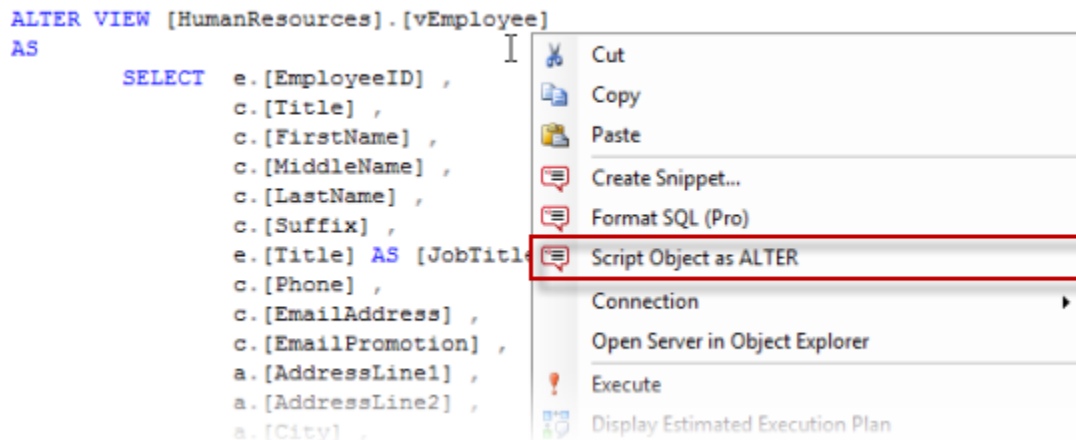 ALTER VIEW [HumanResources].[vEmployee]
AS
SELECT e.[EmployeeID] ,
c.[Title] ,
c.[FirstName] ,
c.[MiddleName] ,
c.[LastName] ,
c.[Suffix] ,
e.[Title] AS [JobTitle
c.[Phone] ,
c.[EmailAddress] ,
c.[EmailPromotion] ,
a.[AddressLine1] ,
a.[AddressLine2] ,
a.[City] ,
Cut
Copy
Paste
Create Snippet...
Format SQL (Pro)
Script Object as ALTER
Connection
Open Server in Object Explorer
Execute
Display Estimated Execution Plan